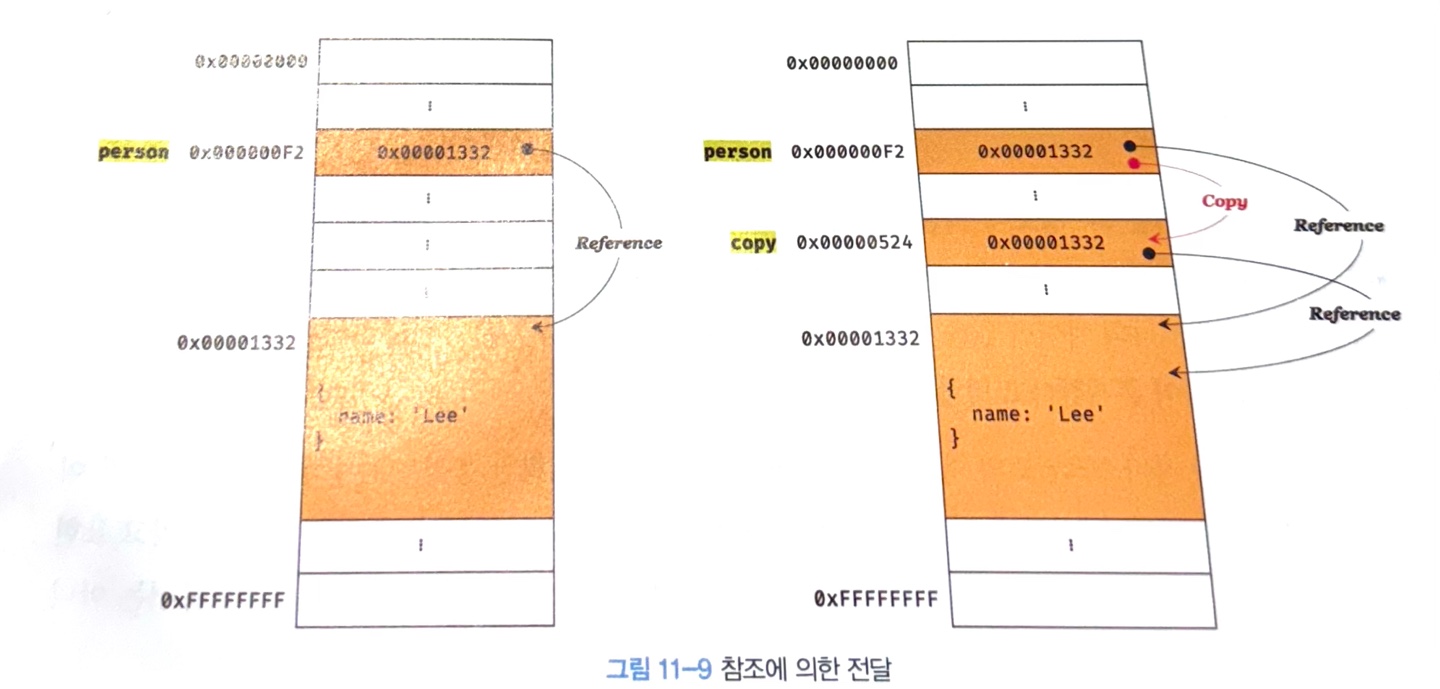 0x00000000
person 0x000000F2 0x00001332
Reference
0x00001332
{
name: 'Lee'
}
0xFFFFFFFF
0x00000000
person 0x000000F2 0x00001332
Copy
Reference
copy 0x00000524 0x00001332
Reference
0x00001332
{
name: 'Lee'
}
0xFFFFFFFF
그림 11-9 참조에 의한 전달